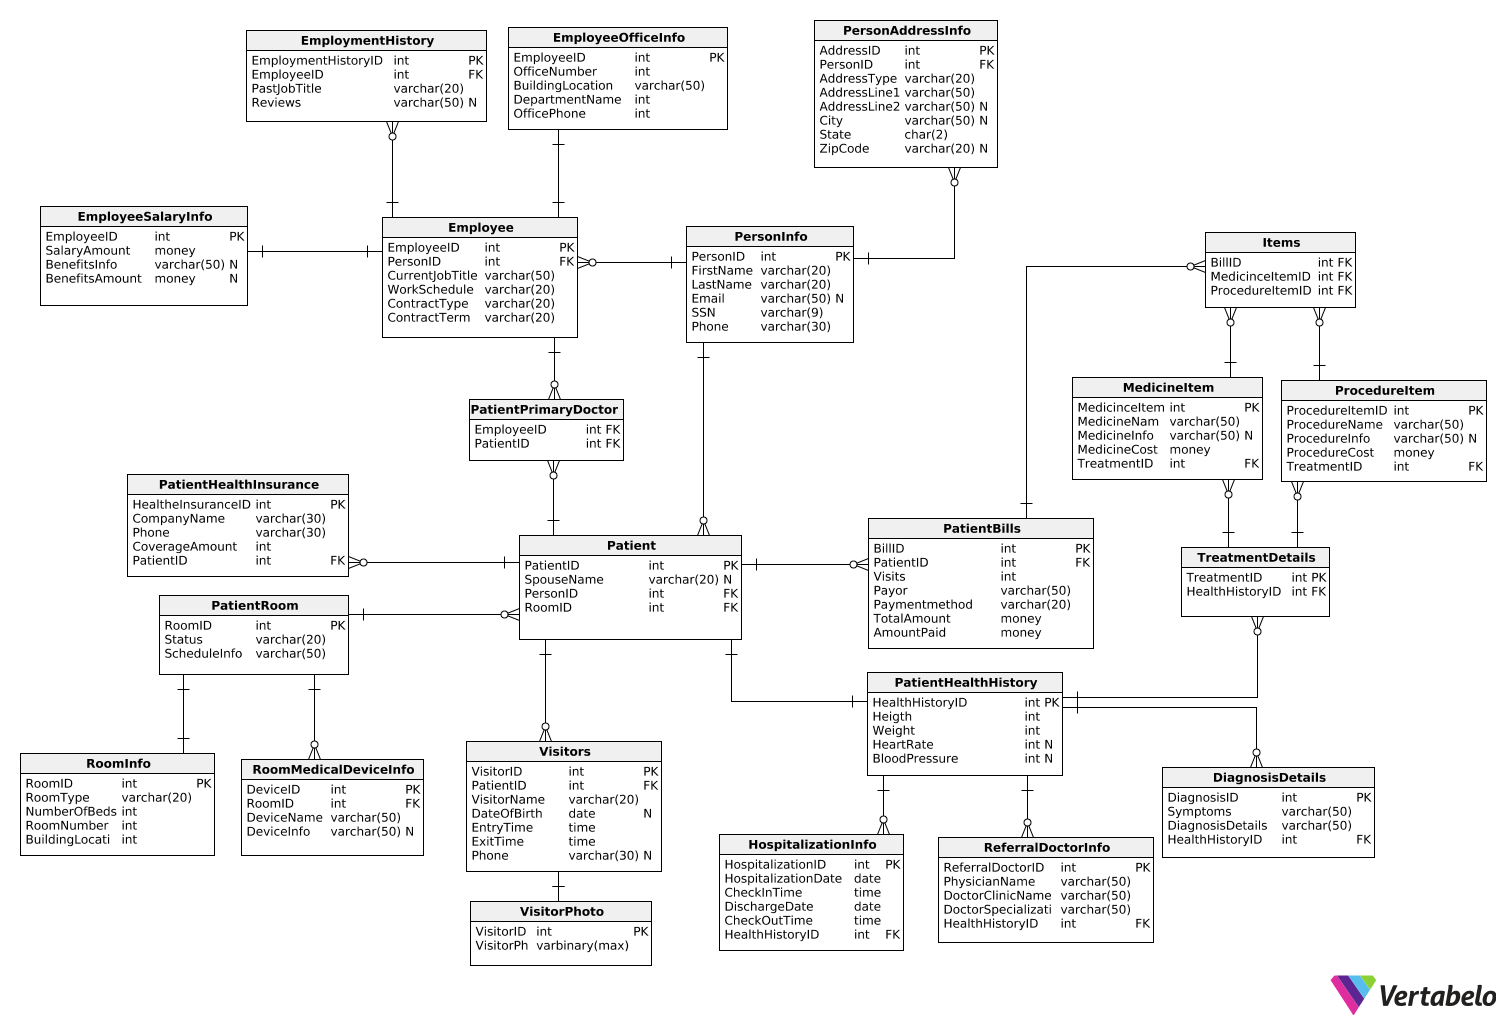 EmploymentHistory
EmploymentHistoryID int PK
EmployeeID int FK
PastJobTitle varchar(20)
Reviews varchar(50) N
EmployeeOfficeInfo
EmployeeID int PK
OfficeNumber int
BuildingLocation varchar(50)
DepartmentName int
OfficePhone int
PersonAddressInfo
AddressID int PK
PersonID int FK
AddressType varchar(20)
AddressLine1 varchar(50)
AddressLine2 varchar(50) N
City varchar(50) N
State char(2)
ZipCode varchar(20) N
EmployeeSalaryInfo
EmployeeID int PK
SalaryAmount money
BenefitsInfo varchar(50) N
BenefitsAmount money N
Employee
EmployeeID int PK
PersonID int FK
CurrentJobTitle varchar(50)
WorkSchedule varchar(20)
ContractType varchar(20)
ContractTerm varchar(20)
PersonInfo
PersonID int PK
FirstName varchar(20)
LastName varchar(20)
Email varchar(50) N
SSN varchar(9)
Phone varchar(30)
Items
BillID int FK
MedicinceItemID int FK
ProcedureItemID int FK
MedicineItem
MedicinceItem int PK
MedicineNam varchar(50)
MedicineInfo varchar(50) N
MedicineCost money
TreatmentID int FK
ProcedureItem
ProcedureItemID int PK
ProcedureName varchar(50)
ProcedureInfo varchar(50) N
ProcedureCost money
TreatmentID int FK
PatientPrimaryDoctor
EmployeeID int FK
PatientID int FK
PatientHealthInsurance
HealtheInsuranceID int PK
CompanyName varchar(30)
Phone varchar(30)
CoverageAmount int
PatientID int FK
Patient
PatientID int PK
SpouseName varchar(20) N
PersonID int FK
RoomID int FK
PatientBills
BillID int PK
PatientID int FK
Visits int
Payor varchar(50)
Paymentmethod varchar(20)
TotalAmount money
AmountPaid money
TreatmentDetails
TreatmentID int PK
HealthHistoryID int FK
PatientRoom
RoomID int PK
Status varchar(20)
ScheduleInfo varchar(50)
PatientHealthHistory
HealthHistoryID int PK
Heigth int
Weight int
HeartRate int N
BloodPressure int N
RoomInfo
RoomID int PK
RoomType varchar(20)
NumberOfBeds int
RoomNumber int
BuildingLocati int
RoomMedicalDeviceInfo
DeviceID int PK
RoomID int FK
DeviceName varchar(50)
DeviceInfo varchar(50) N
Visitors
VisitorID int PK
PatientID int FK
VisitorName varchar(20)
DateOfBirth date N
EntryTime time
ExitTime time
Phone varchar(30) N
DiagnosisDetails
DiagnosisID int PK
Symptoms varchar(50)
DiagnosisDetails varchar(50)
HealthHistoryID int FK
HospitalizationInfo
HospitalizationID int PK
HospitalizationDate date
CheckInTime time
DischargeDate date
CheckOutTime time
HealthHistoryID int FK
ReferralDoctorInfo
ReferralDoctorID int PK
PhysicianName varchar(50)
DoctorClinicName varchar(50)
DoctorSpecializati varchar(50)
HealthHistoryID int FK
VisitorPhoto
VisitorID int PK
VisitorPh varbinary(max)
Vertabelo